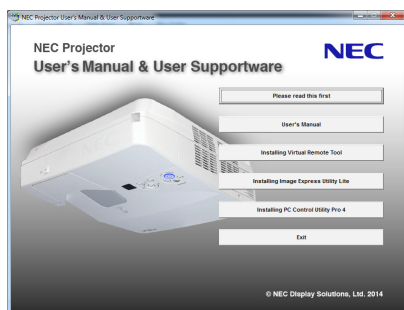 NEC Projector User's Manual & User Supportware
NEC Projector
NEC
User's Manual & User Supportware
Please read this first
User's Manual
Installing Virtual Remote Tool
Installing Image Express Utility Lite
Installing PC Control Utility Pro 4
Exit
© NEC Display Solutions, Ltd. 2014